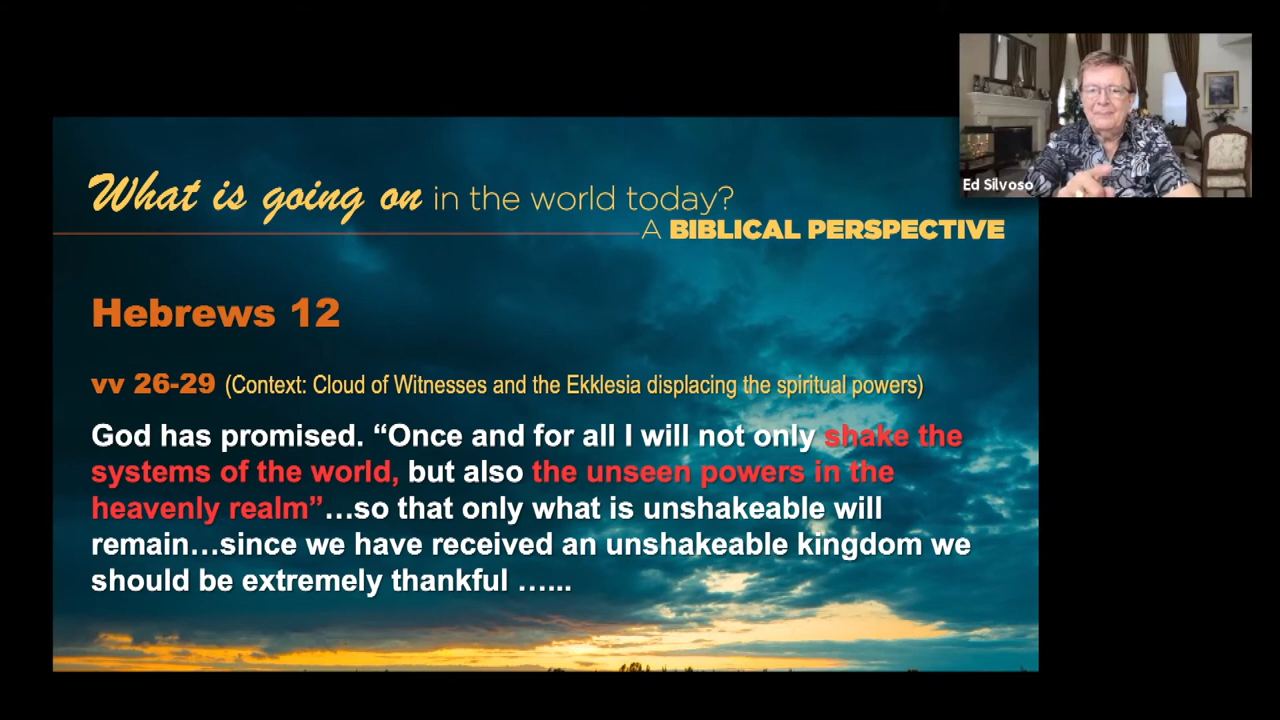 What is going on in the world today?
A BIBLICAL PERSPECTIVE
Ed Silvoso
Hebrews 12
vv 26-29 (Context: Cloud of Witnesses and the Ekklesia displacing the spiritual powers)
God has promised. “Once and for all I will not only shake the
systems of the world, but also the unseen powers in the
heavenly realm”…so that only what is unshakeable will
remain…since we have received an unshakeable kingdom we
should be extremely thankful …...